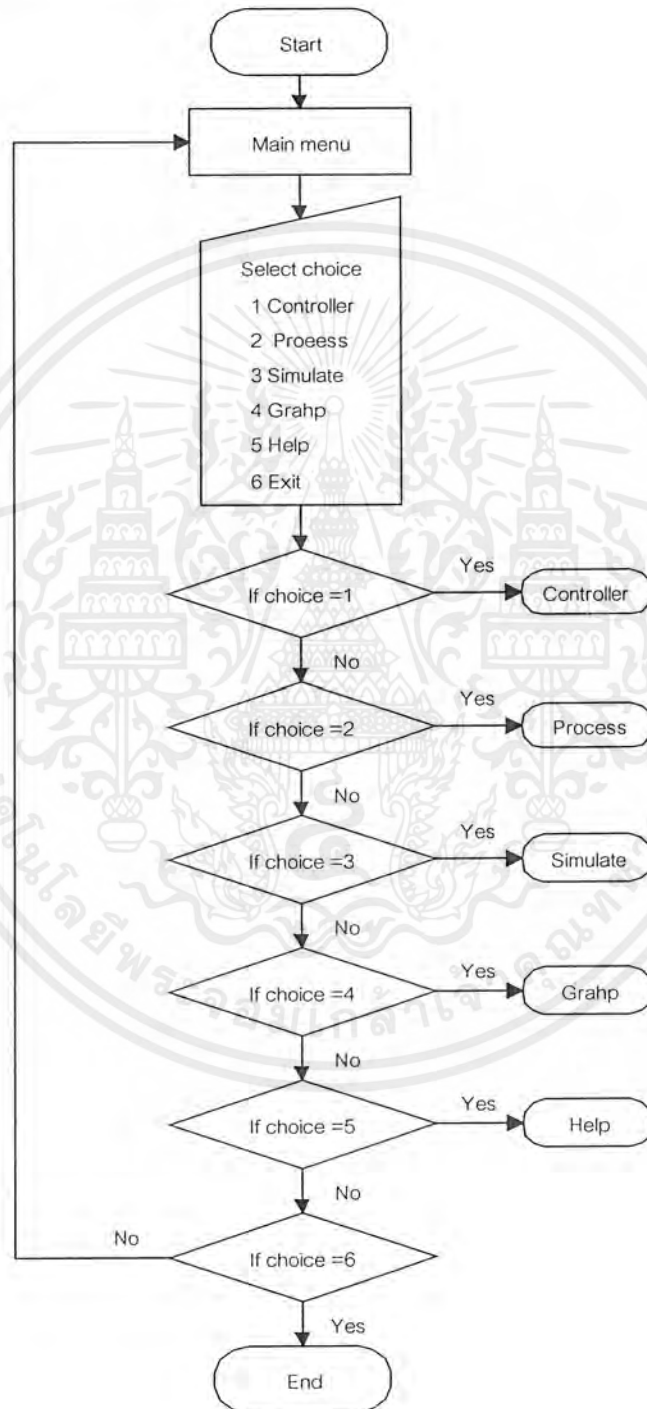 Start
Main menu
Select choice
1 Controller
2 Proeess
3 Simulate
4 Grahp
5 Help
6 Exit
If choice =1
Yes
Controller
No
If choice =2
Yes
Process
No
If choice =3
Yes
Simulate
No
If choice =4
Yes
Grahp
No
If choice =5
Yes
Help
No
No
If choice =6
Yes
End